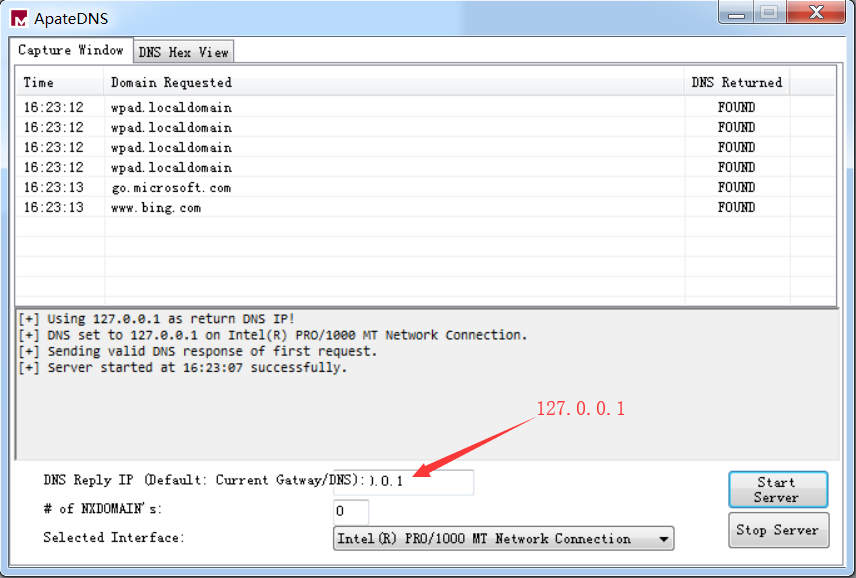 ApateDNS
Capture Window DNS Hex View
Time Domain Requested DNS Returned
16:23:12 wpad.localdomain FOUND
16:23:12 wpad.localdomain FOUND
16:23:12 wpad.localdomain FOUND
16:23:12 wpad.localdomain FOUND
16:23:13 go.microsoft.com FOUND
16:23:13 www.bing.com FOUND
[+] Using 127.0.0.1 as return DNS IP!
[+] DNS set to 127.0.0.1 on Intel(R) PRO/1000 MT Network Connection.
[+] Sending valid DNS response of first request.
[+] Server started at 16:23:07 successfully.
127.0.0.1
DNS Reply IP (Default: Current Gatway/DNS): ).0.1
# of NXDOMAIN's: 0
Selected Interface: Intel(R) PRO/1000 MT Network Connection
Start
Server
Stop Server